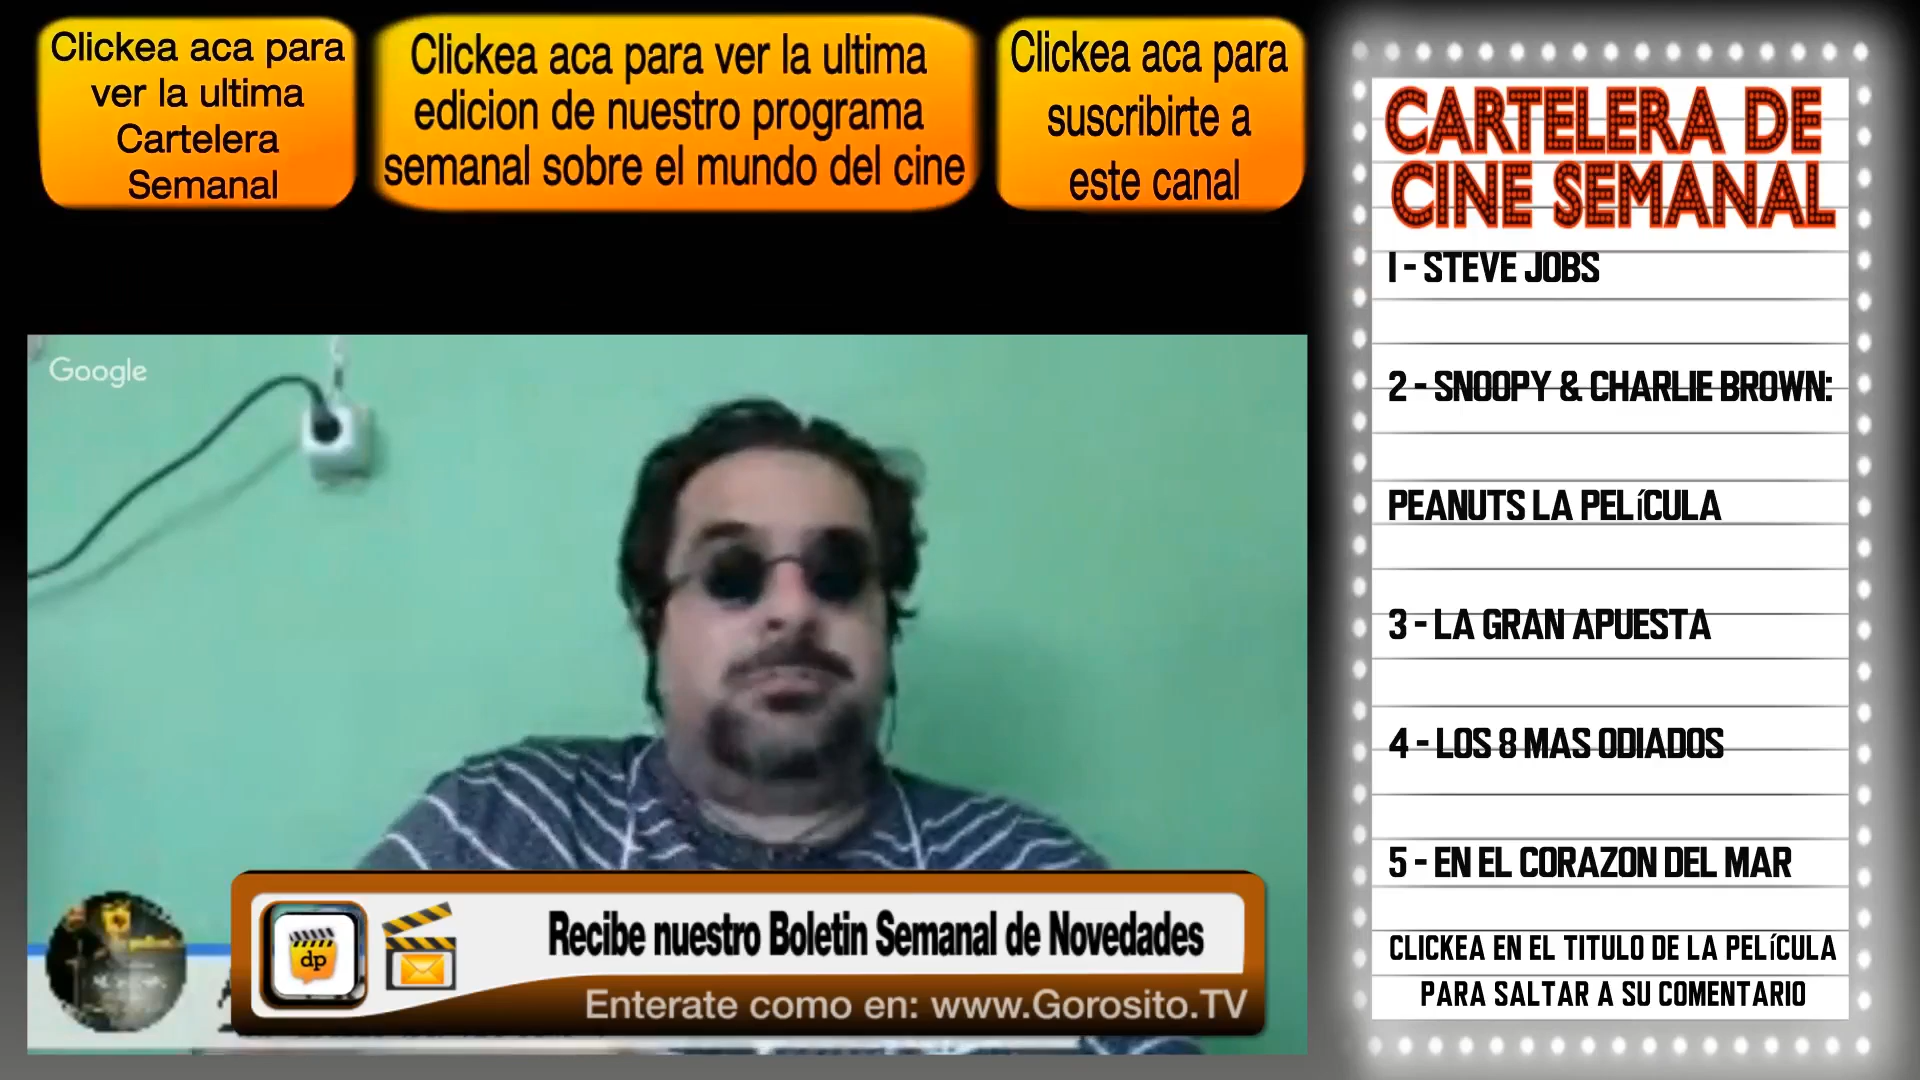 Clickea aca para
ver la ultima
Cartelera
Semanal
Clickea aca para ver la ultima
edicion de nuestro programa
semanal sobre el mundo del cine
Clickea aca para
suscribirte a
este canal
CARTELERA DE
CINE SEMANAL
1 - STEVE JOBS
2 - SNOOPY & CHARLIE BROWN:
PEANUTS LA PELíCULA
3 - LA GRAN APUESTA
4 - LOS 8 MAS ODIADOS
5 - EN EL CORAZON DEL MAR
CLICKEA EN EL TITULO DE LA PELíCULA
PARA SALTAR A SU COMENTARIO
Google
dp
Recibe nuestro Boletin Semanal de Novedades
Enterate como en: www.Gorosito.TV